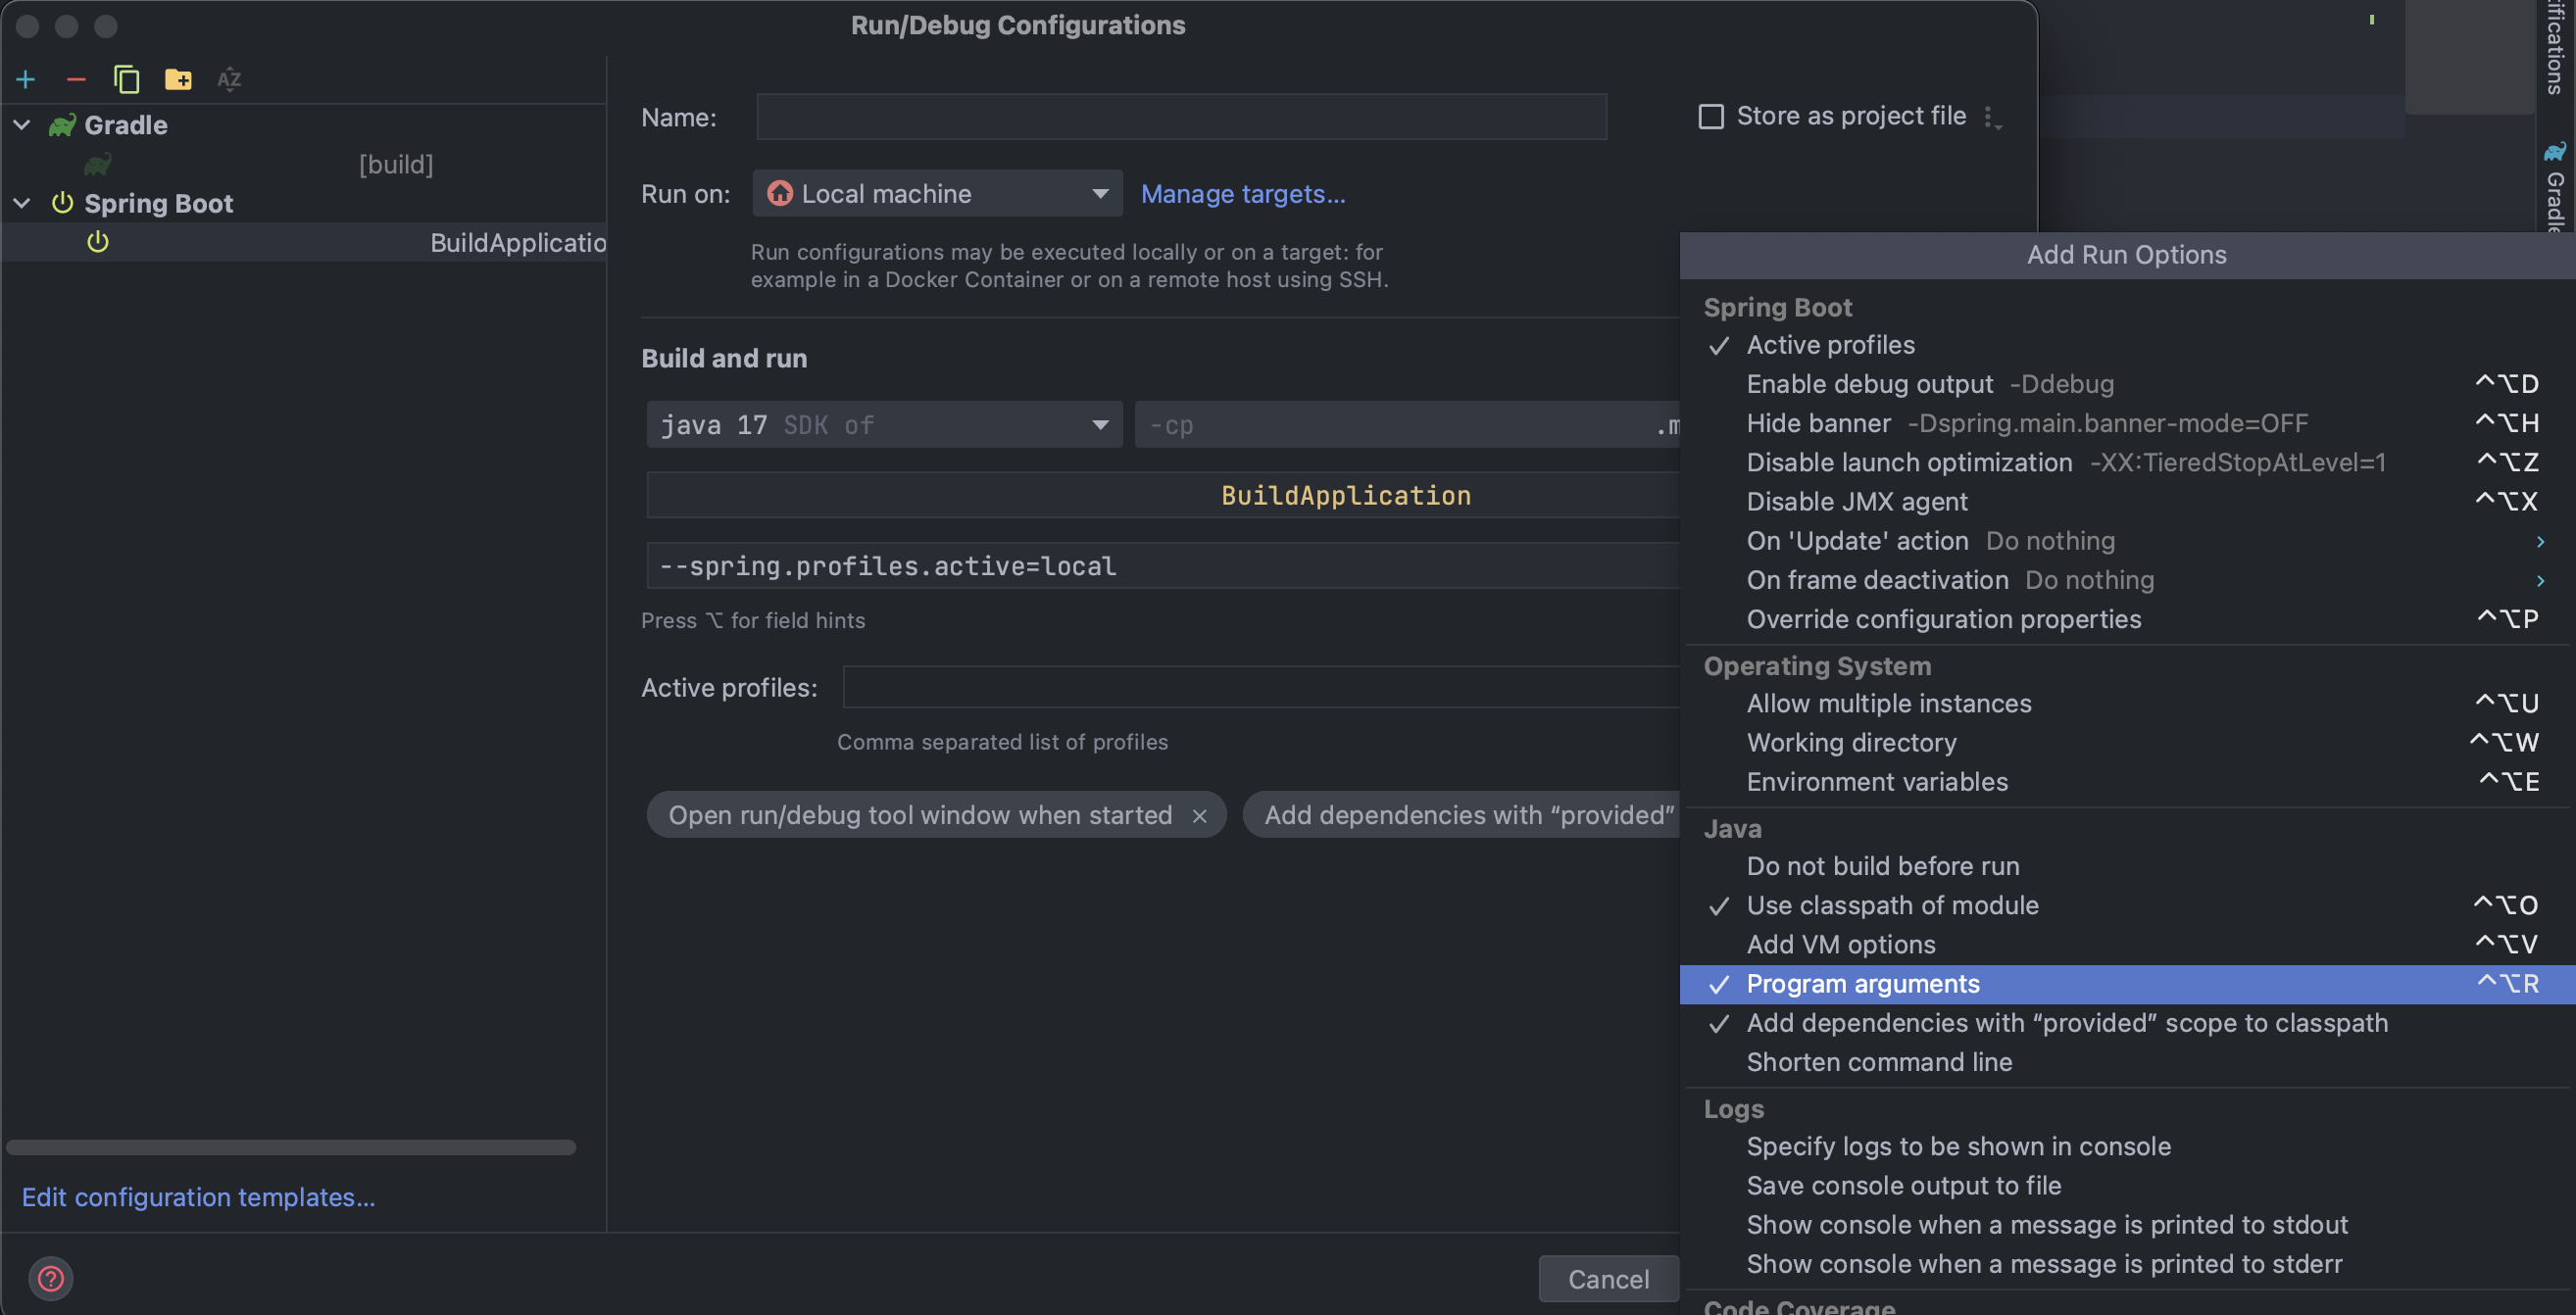 Run/Debug Configurations
Gradle
[build]
Spring Boot
BuildApplicatio
Edit configuration templates...
Name:
Store as project file
Run on:
Local machine
Manage targets...
Run configurations may be executed locally or on a target: for
example in a Docker Container or on a remote host using SSH.
Build and run
java 17 SDK of
-cp .m
BuildApplication
--spring.profiles.active=local
Press ⌥ for field hints
Active profiles:
Comma separated list of profiles
Open run/debug tool window when started ×
Add dependencies with “provided”
Cancel
Add Run Options
Spring Boot
✓ Active profiles
Enable debug output -Ddebug ^⌥D
Hide banner -Dspring.main.banner-mode=OFF ^⌥H
Disable launch optimization -XX:TieredStopAtLevel=1 ^⌥Z
Disable JMX agent ^⌥X
On 'Update' action Do nothing ›
On frame deactivation Do nothing ›
Override configuration properties ^⌥P
Operating System
Allow multiple instances ^⌥U
Working directory ^⌥W
Environment variables ^⌥E
Java
Do not build before run
✓ Use classpath of module ^⌥O
Add VM options ^⌥V
✓ Program arguments ^⌥R
✓ Add dependencies with “provided” scope to classpath
Shorten command line
Logs
Specify logs to be shown in console
Save console output to file
Show console when a message is printed to stdout
Show console when a message is printed to stderr
Code Coverage
tifications
Gradle